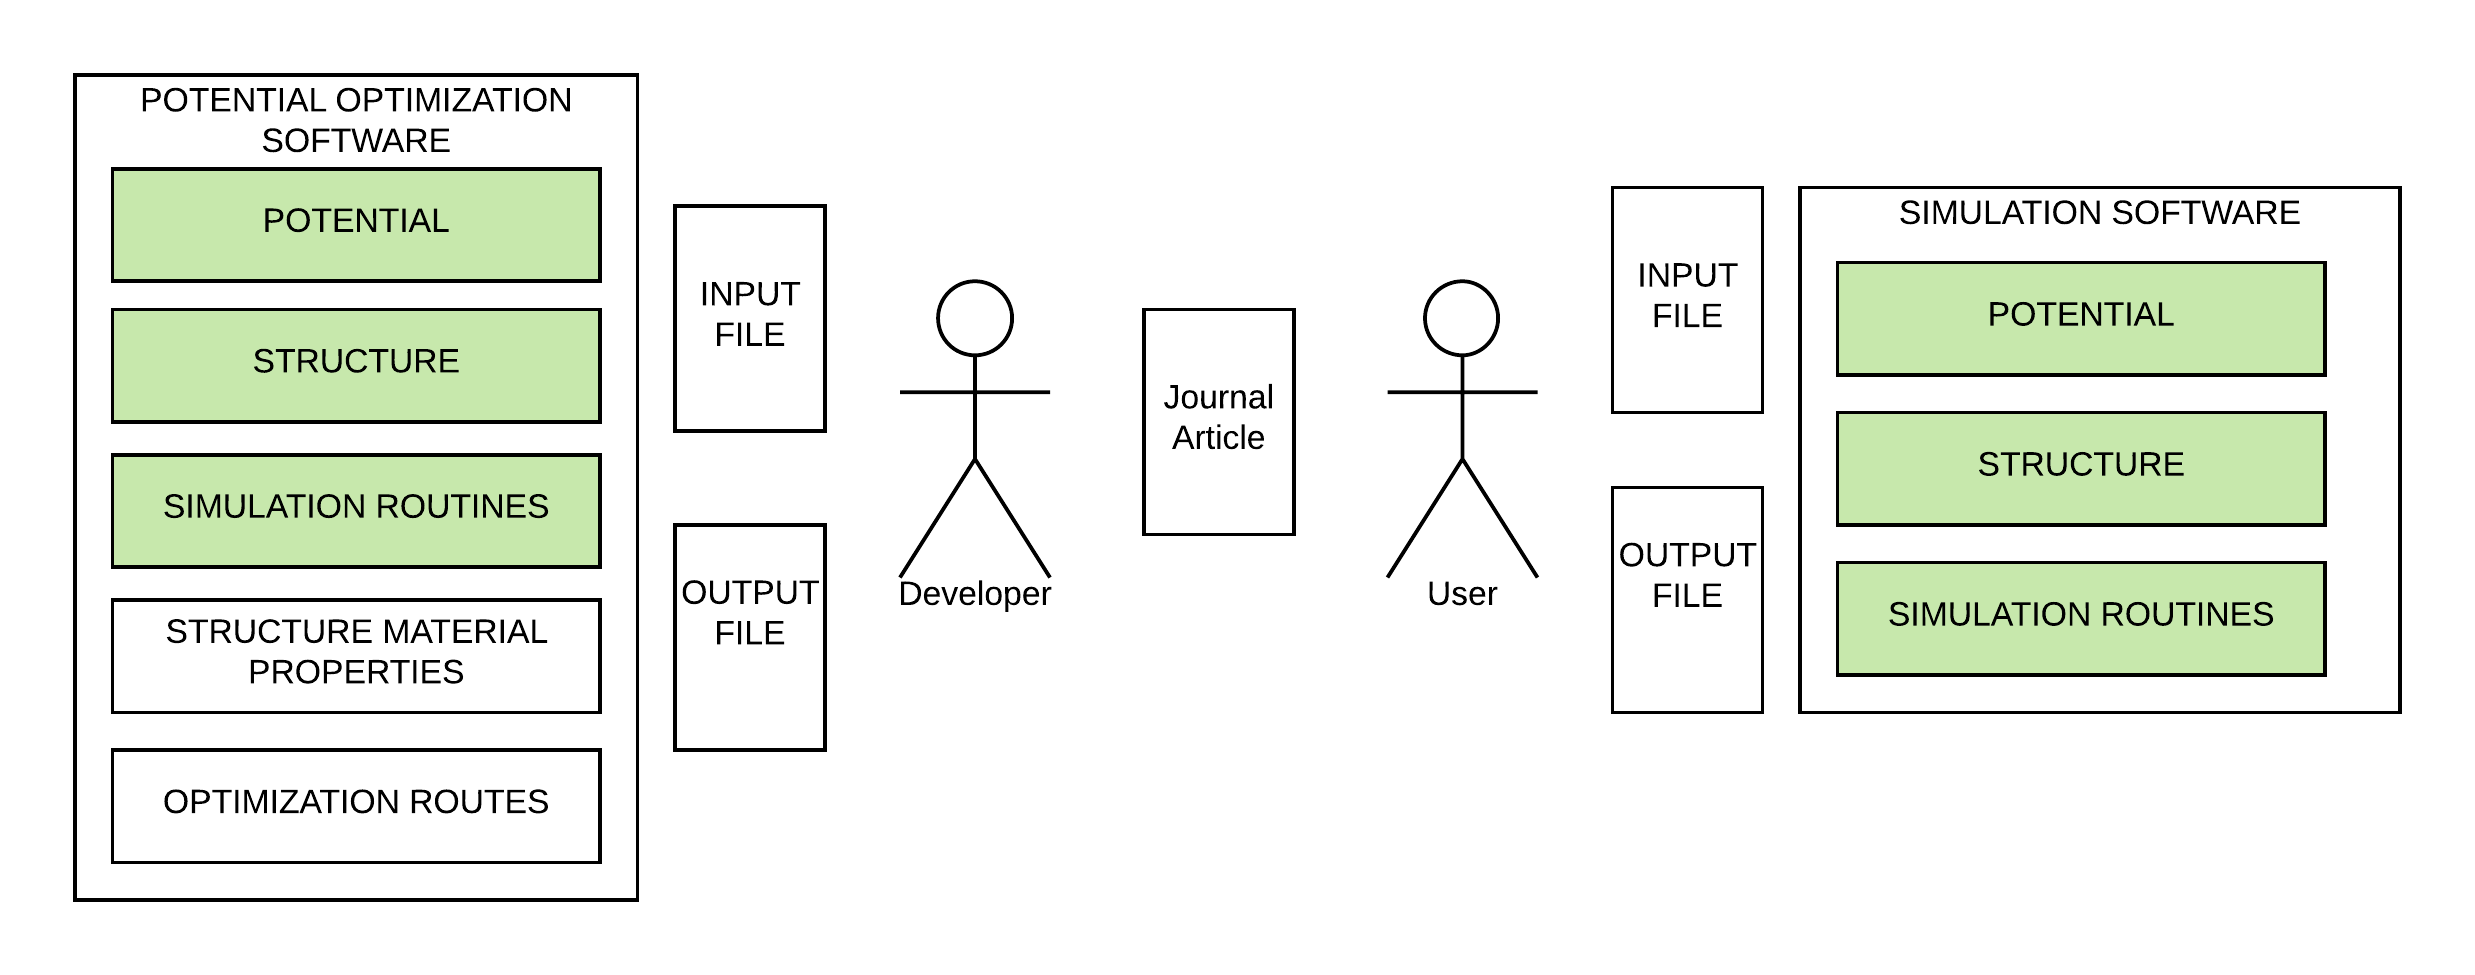 POTENTIAL OPTIMIZATION
SOFTWARE
POTENTIAL
STRUCTURE
SIMULATION ROUTINES
STRUCTURE MATERIAL
PROPERTIES
OPTIMIZATION ROUTES
INPUT
FILE
OUTPUT
FILE
Developer
Journal
Article
User
INPUT
FILE
OUTPUT
FILE
SIMULATION SOFTWARE
POTENTIAL
STRUCTURE
SIMULATION ROUTINES